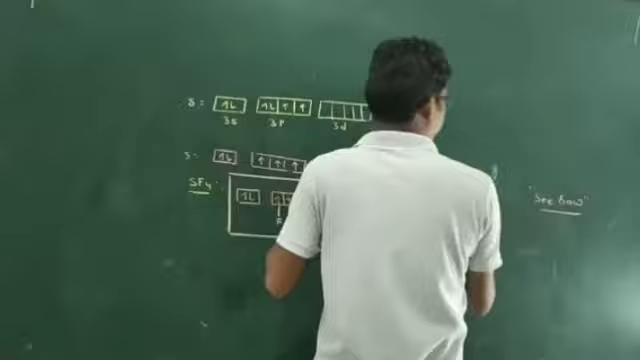 S = ↑↓ ↑↓ ↑ ↑
3s 3p 3d
S* ↑↓ ↑ ↑ ↑
SF₄ ↑↓ ↑
F
"See Saw"